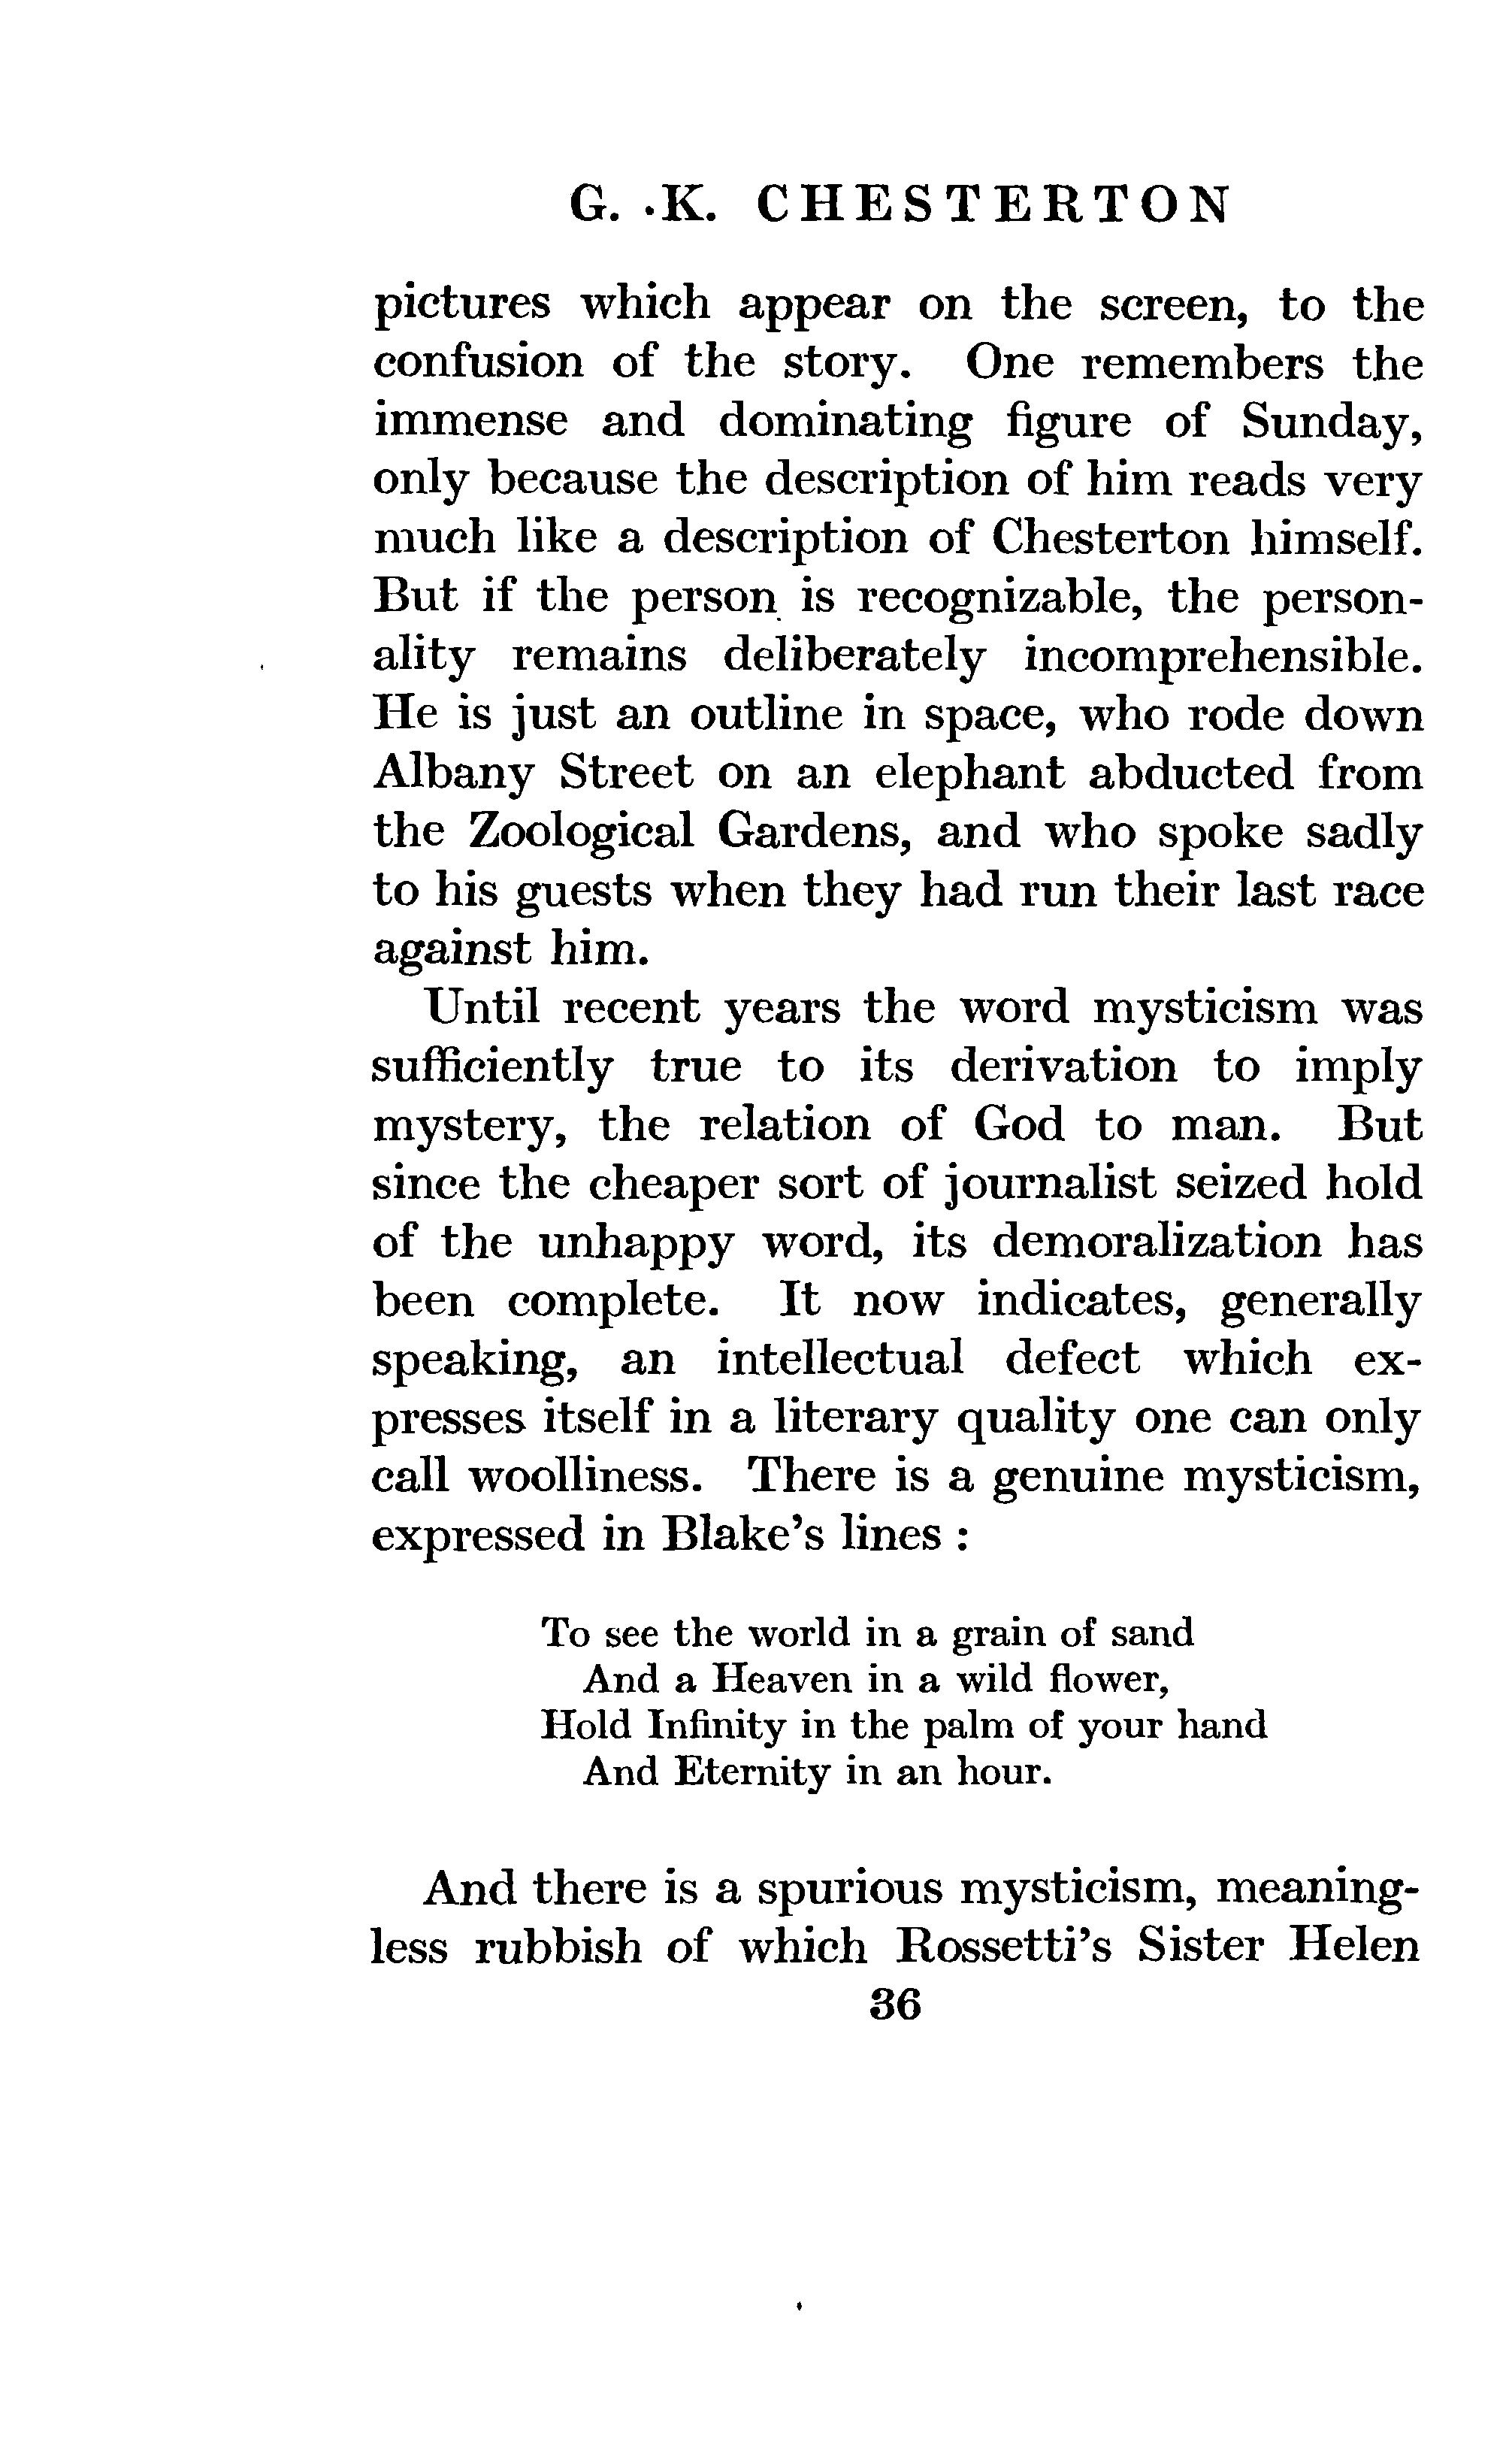 G. K. CHESTERTON
pictures which appear on the screen, to the
confusion of the story. One remembers the
immense and dominating figure of Sunday,
only because the description of him reads very
much like a description of Chesterton himself.
But if the person is recognizable, the person-
ality remains deliberately incomprehensible.
He is just an outline in space, who rode down
Albany Street on an elephant abducted from
the Zoological Gardens, and who spoke sadly
to his guests when they had run their last race
against him.
Until recent years the word mysticism was
sufficiently true to its derivation to imply
mystery, the relation of God to man. But
since the cheaper sort of journalist seized hold
of the unhappy word, its demoralization has
been complete. It now indicates, generally
speaking, an intellectual defect which ex-
presses itself in a literary quality one can only
call woolliness. There is a genuine mysticism,
expressed in Blake's lines :
To see the world in a grain of sand
And a Heaven in a wild flower,
Hold Infinity in the palm of your hand
And Eternity in an hour.
And there is a spurious mysticism, meaning-
less rubbish of which Rossetti's Sister Helen
36